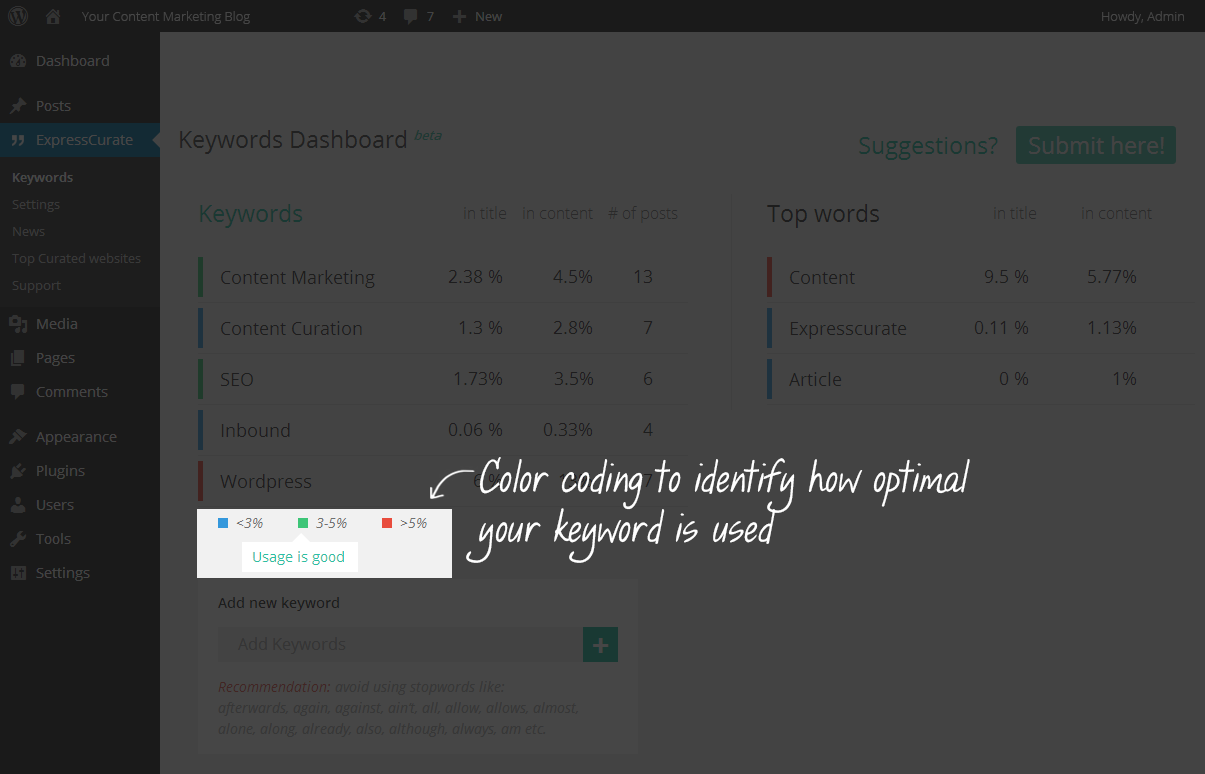 Your Content Marketing Blog 4 7 New Howdy, Admin
Dashboard
Posts
ExpressCurate
Keywords
Settings
News
Top Curated websites
Support
Media
Pages
Comments
Appearance
Plugins
Users
Tools
Settings
Keywords Dashboard beta
Suggestions? Submit here!
Keywords in title in content # of posts
Content Marketing 2.38 % 4.5% 13
Content Curation 1.3 % 2.8% 7
SEO 1.73% 3.5% 6
Inbound 0.06 % 0.33% 4
Wordpress 7
Top words in title in content
Content 9.5 % 5.77%
Expresscurate 0.11 % 1.13%
Article 0 % 1%
Color coding to identify how optimal
your keyword is used
<3% 3-5% >5%
Usage is good
Add new keyword
Add Keywords
+
Recommendation: avoid using stopwords like:
afterwards, again, against, ain't, all, allow, allows, almost,
alone, along, already, also, although, always, am etc.